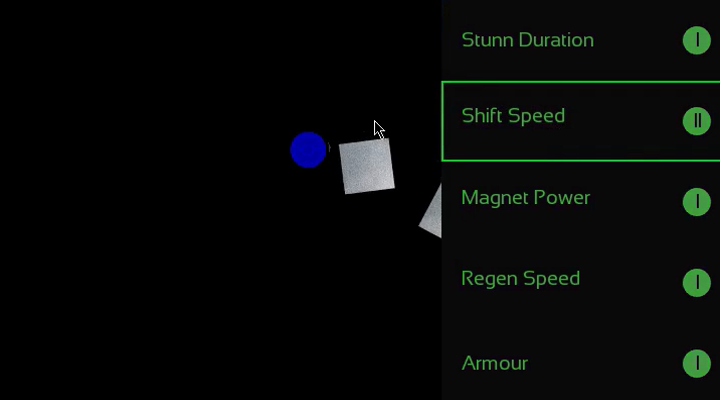 Stunn Duration I
Shift Speed II
Magnet Power I
Regen Speed I
Armour I